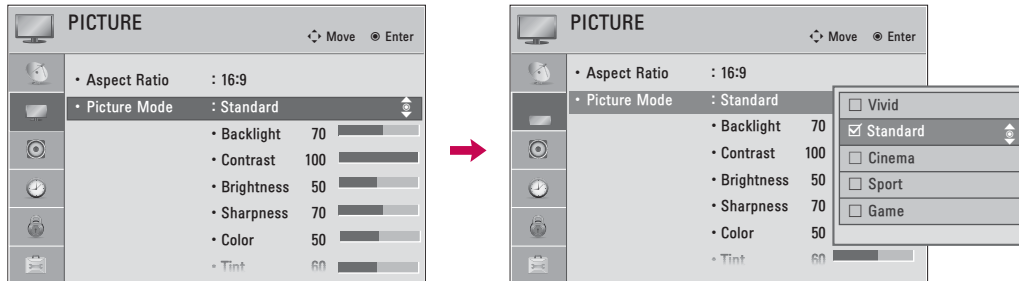 PICTURE
Move Enter
• Aspect Ratio : 16:9
• Picture Mode : Standard
• Backlight 70
• Contrast 100
• Brightness 50
• Sharpness 70
• Color 50
• Tint 60
PICTURE
Move Enter
• Aspect Ratio : 16:9
• Picture Mode : Standard
• Backlight 70
• Contrast 100
• Brightness 50
• Sharpness 70
• Color 50
• Tint 60
Vivid
Standard
Cinema
Sport
Game